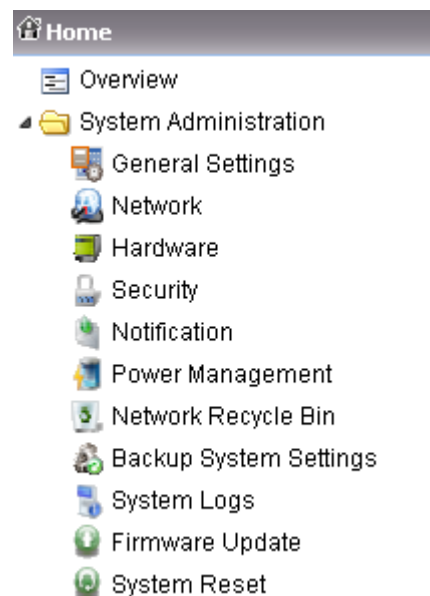 Home
Overview
System Administration
General Settings
Network
Hardware
Security
Notification
Power Management
Network Recycle Bin
Backup System Settings
System Logs
Firmware Update
System Reset